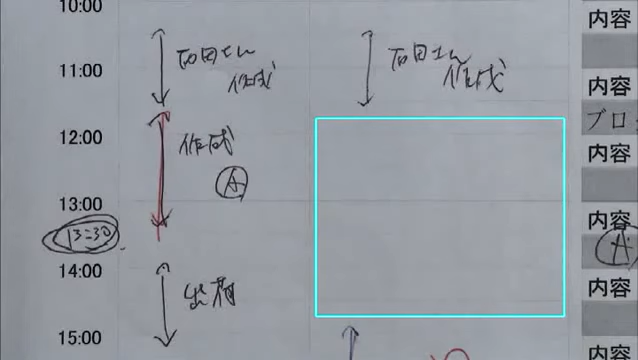 10:00
11:00
12:00
13:00
13:30
14:00
15:00
石田さん
作成
作成
A
出荷
石田さん
作成
内容
内容
プロ
内容
内容
A
内容
内容